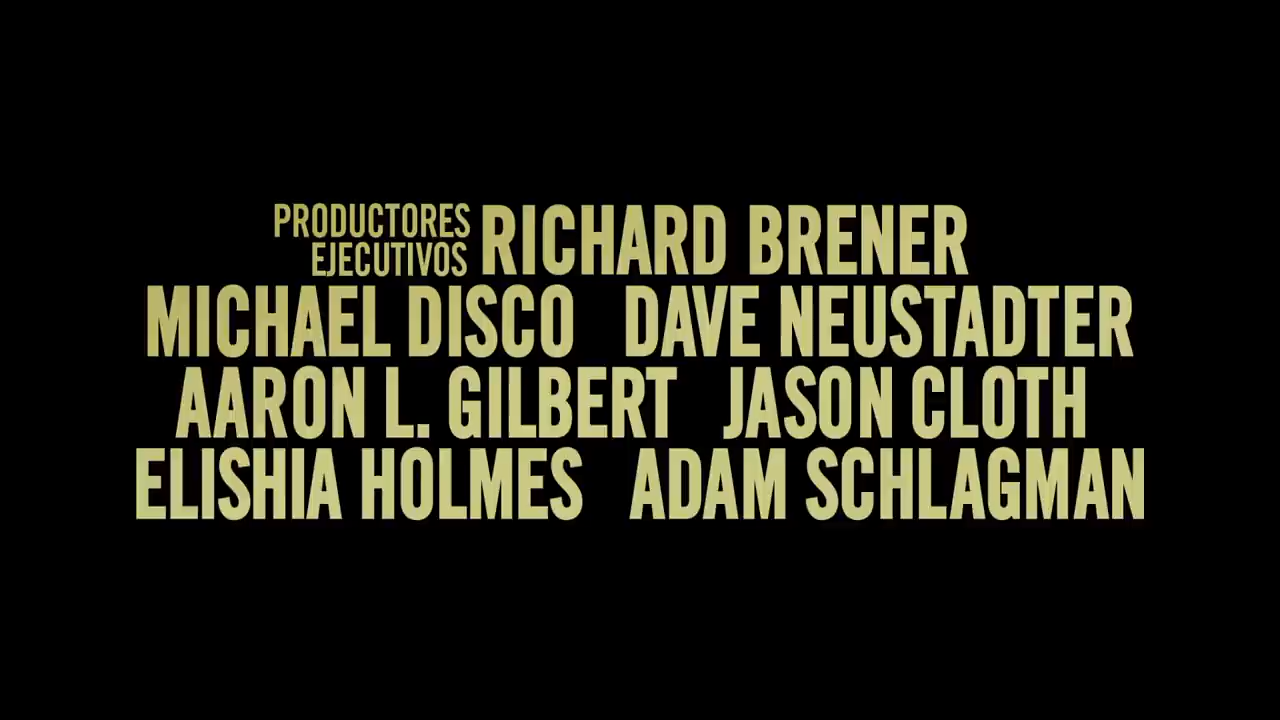 PRODUCTORES EJECUTIVOS RICHARD BRENER
MICHAEL DISCO DAVE NEUSTADTER
AARON L. GILBERT JASON CLOTH
ELISHIA HOLMES ADAM SCHLAGMAN